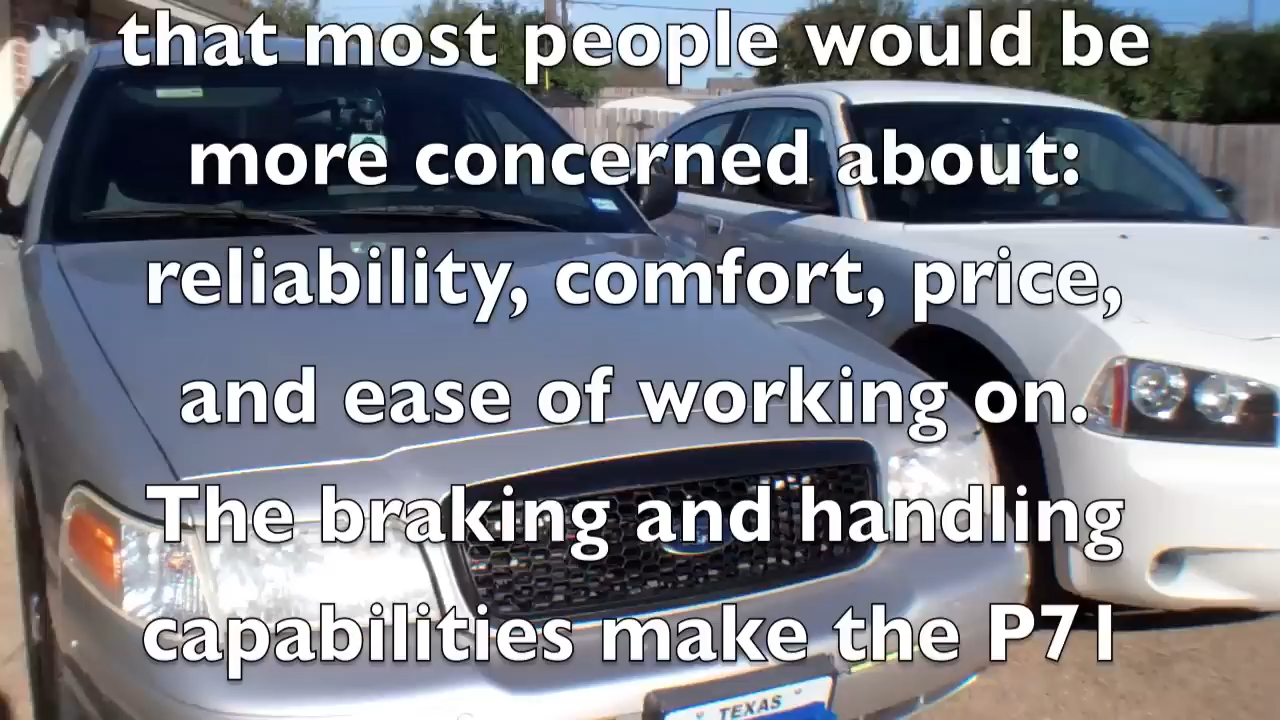 that most people would be
more concerned about:
reliability, comfort, price,
and ease of working on.
The braking and handling
capabilities make the P71
TEXAS